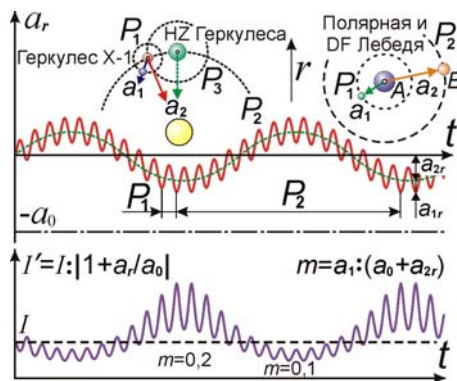 a_r
P_1
HZ Геркулеса
Геркулес X-1
P_3
a_1
a_2
P_2
r
Полярная и
DF Лебедя
P_2
P_1
A
B
a_1
a_2
t
P_1
P_2
a_2r
a_1r
-a_0
I'=I:|1+a_r/a_0|
m=a_1:(a_0+a_2r)
I
m=0,2
m=0,1
t